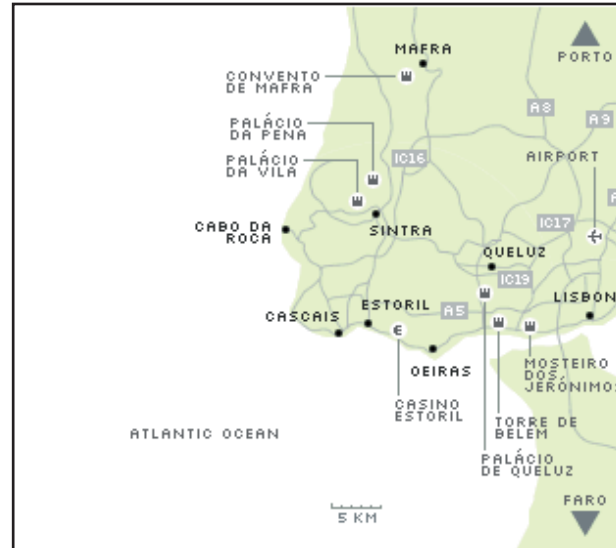 MAFRA
PORTO
CONVENTO
DE MAFRA
A8
A9
PALÁCIO
DA PENA
PALÁCIO
DA VILA
IC16
AIRPORT
A
CABO DA
ROCA
SINTRA
IC17
QUELUZ
IC19
LISBON
CASCAIS
ESTORIL
A5
€
OEIRAS
MOSTEIRO
DOS
JERÓNIMOS
CASINO
ESTORIL
TORRE DE
BELÉM
ATLANTIC OCEAN
PALÁCIO
DE QUELUZ
FARO
5 KM